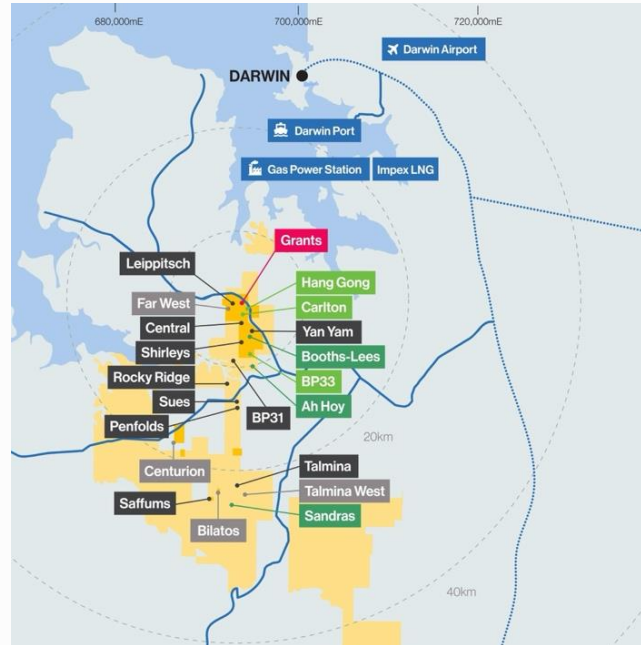 680,000mE
700,000mE
720,000mE
Darwin Airport
DARWIN
Darwin Port
Gas Power Station
Impex LNG
Grants
Leippitsch
Hang Gong
Far West
Carlton
Central
Yan Yam
Shirleys
Booths-Lees
Rocky Ridge
BP33
Sues
Ah Hoy
BP31
Penfolds
20km
Centurion
Talmina
Talmina West
Saffums
Sandras
Bilatos
40km